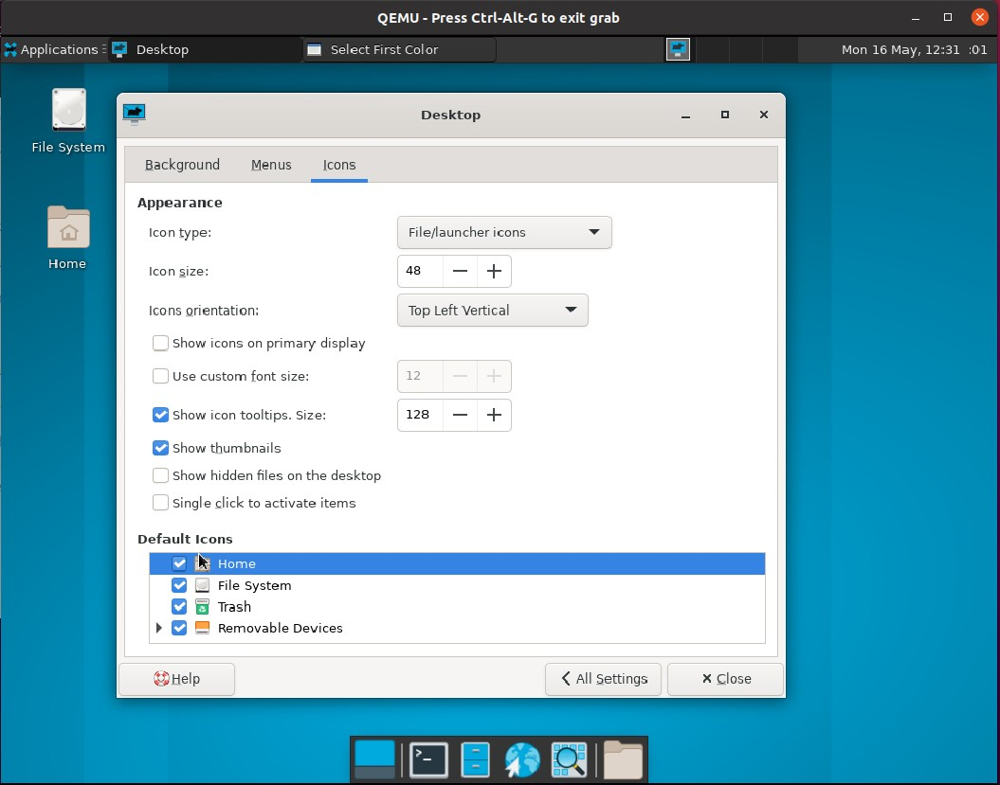 QEMU - Press Ctrl-Alt-G to exit grab
Applications Desktop Select First Color Mon 16 May, 12:31 :01
File System
Home
Desktop
Background Menus Icons
Appearance
Icon type: File/launcher icons
Icon size: 48
Icons orientation: Top Left Vertical
Show icons on primary display
Use custom font size: 12
Show icon tooltips. Size: 128
Show thumbnails
Show hidden files on the desktop
Single click to activate items
Default Icons
Home
File System
Trash
Removable Devices
Help All Settings Close